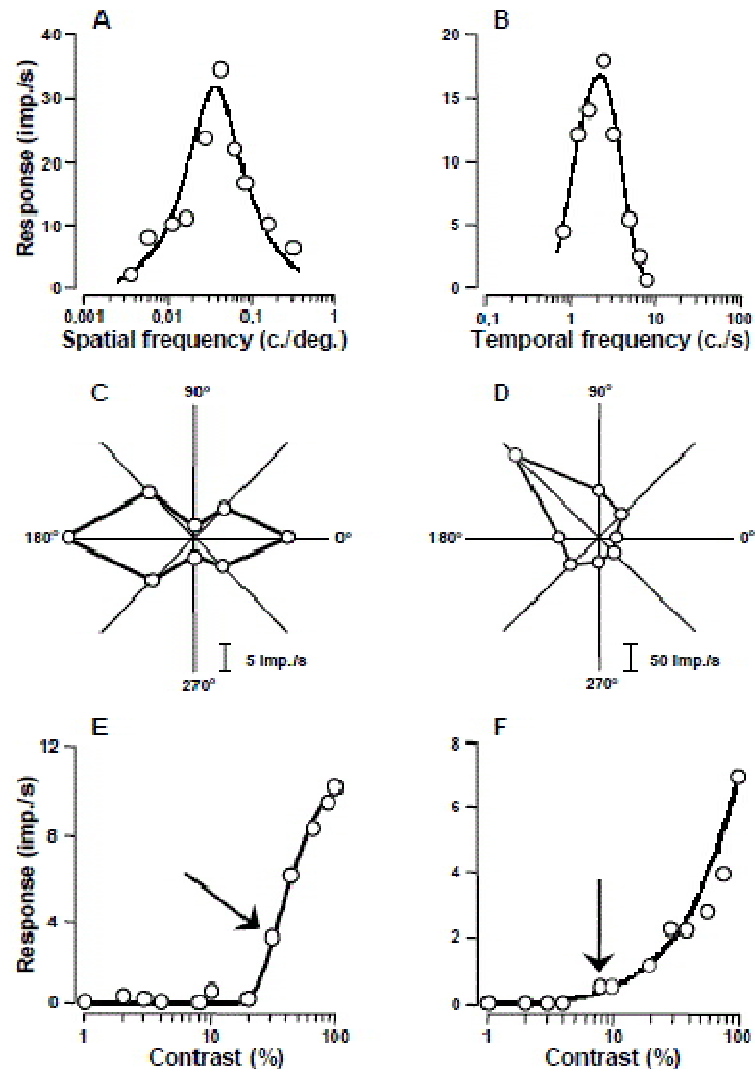 A
B
40
30
20
10
0
Response (imp./s)
0,001 0.01 0.1 1
Spatial frequency (c./deg.)
20
15
10
5
0
0,1 1 10 100
Temporal frequency (c./s)
C
D
90°
180°
0°
270°
5 imp./s
90°
180°
0°
270°
50 imp./s
E
F
12
8
4
0
Response (imp./s)
1 10 100
Contrast (%)
8
6
4
2
0
1 10 100
Contrast (%)